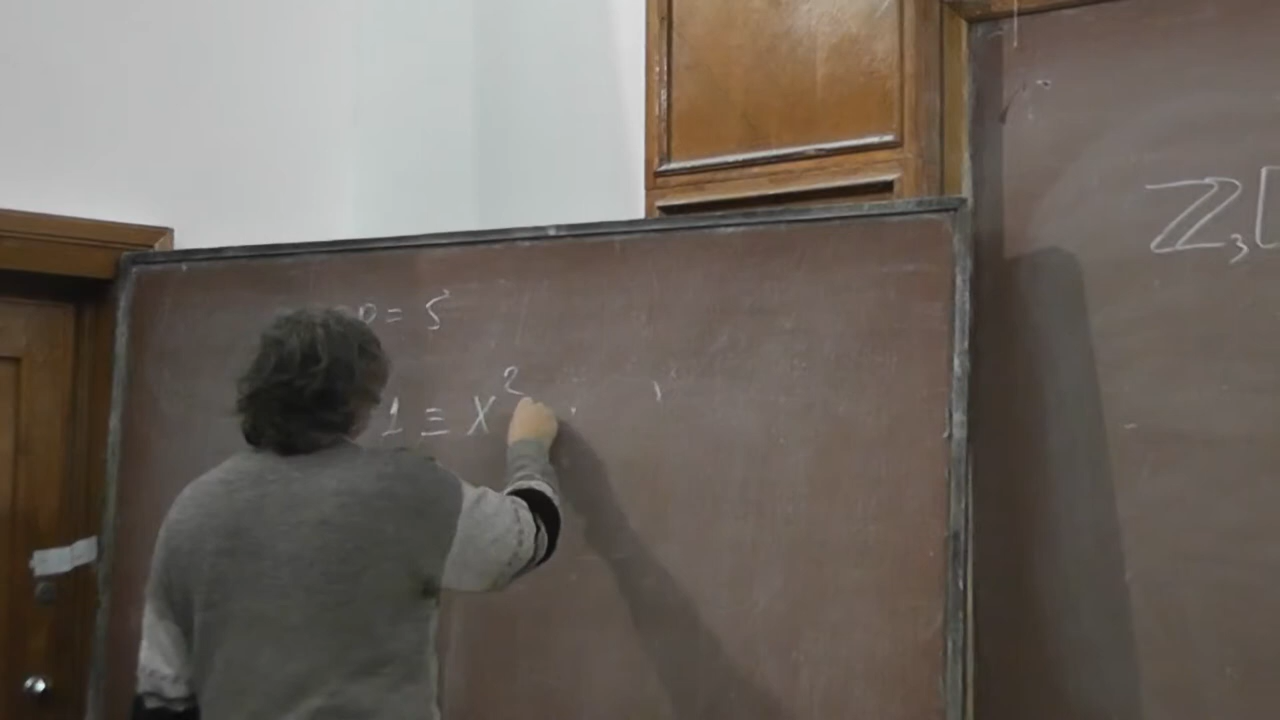 p = 5
1 ≡ X²
ℤ₃[